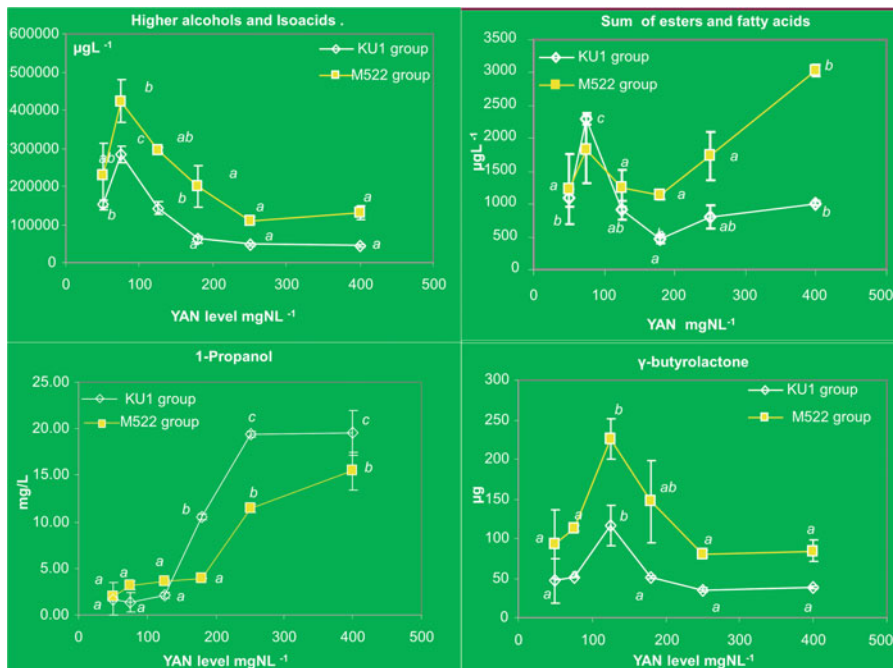 Higher alcohols and Isoacids .
µgL -1
KU1 group
M522 group
600000
500000
400000
300000
200000
100000
0
ab
b
b
c
ab
b
a
a
a
a
a
a
0 100 200 300 400 500
YAN level mgNL -1
Sum of esters and fatty acids
KU1 group
M522 group
µgL-1
3500
3000
2500
2000
1500
1000
500
0
a
b
c
a
ab
a
a
a
ab
b
b
0 100 200 300 400 500
YAN mgNL-1
1-Propanol
KU1 group
M522 group
mg/L
25.00
20.00
15.00
10.00
5.00
0.00
a
a
a
a
a
a
b
a
c
b
c
b
0 100 200 300 400 500
YAN level mgNL -1
γ-butyrolactone
KU1 group
M522 group
µg
300
250
200
150
100
50
0
a
a
a
b
b
ab
a
a
a
a
a
0 100 200 300 400 500
YAN level mgNL -1